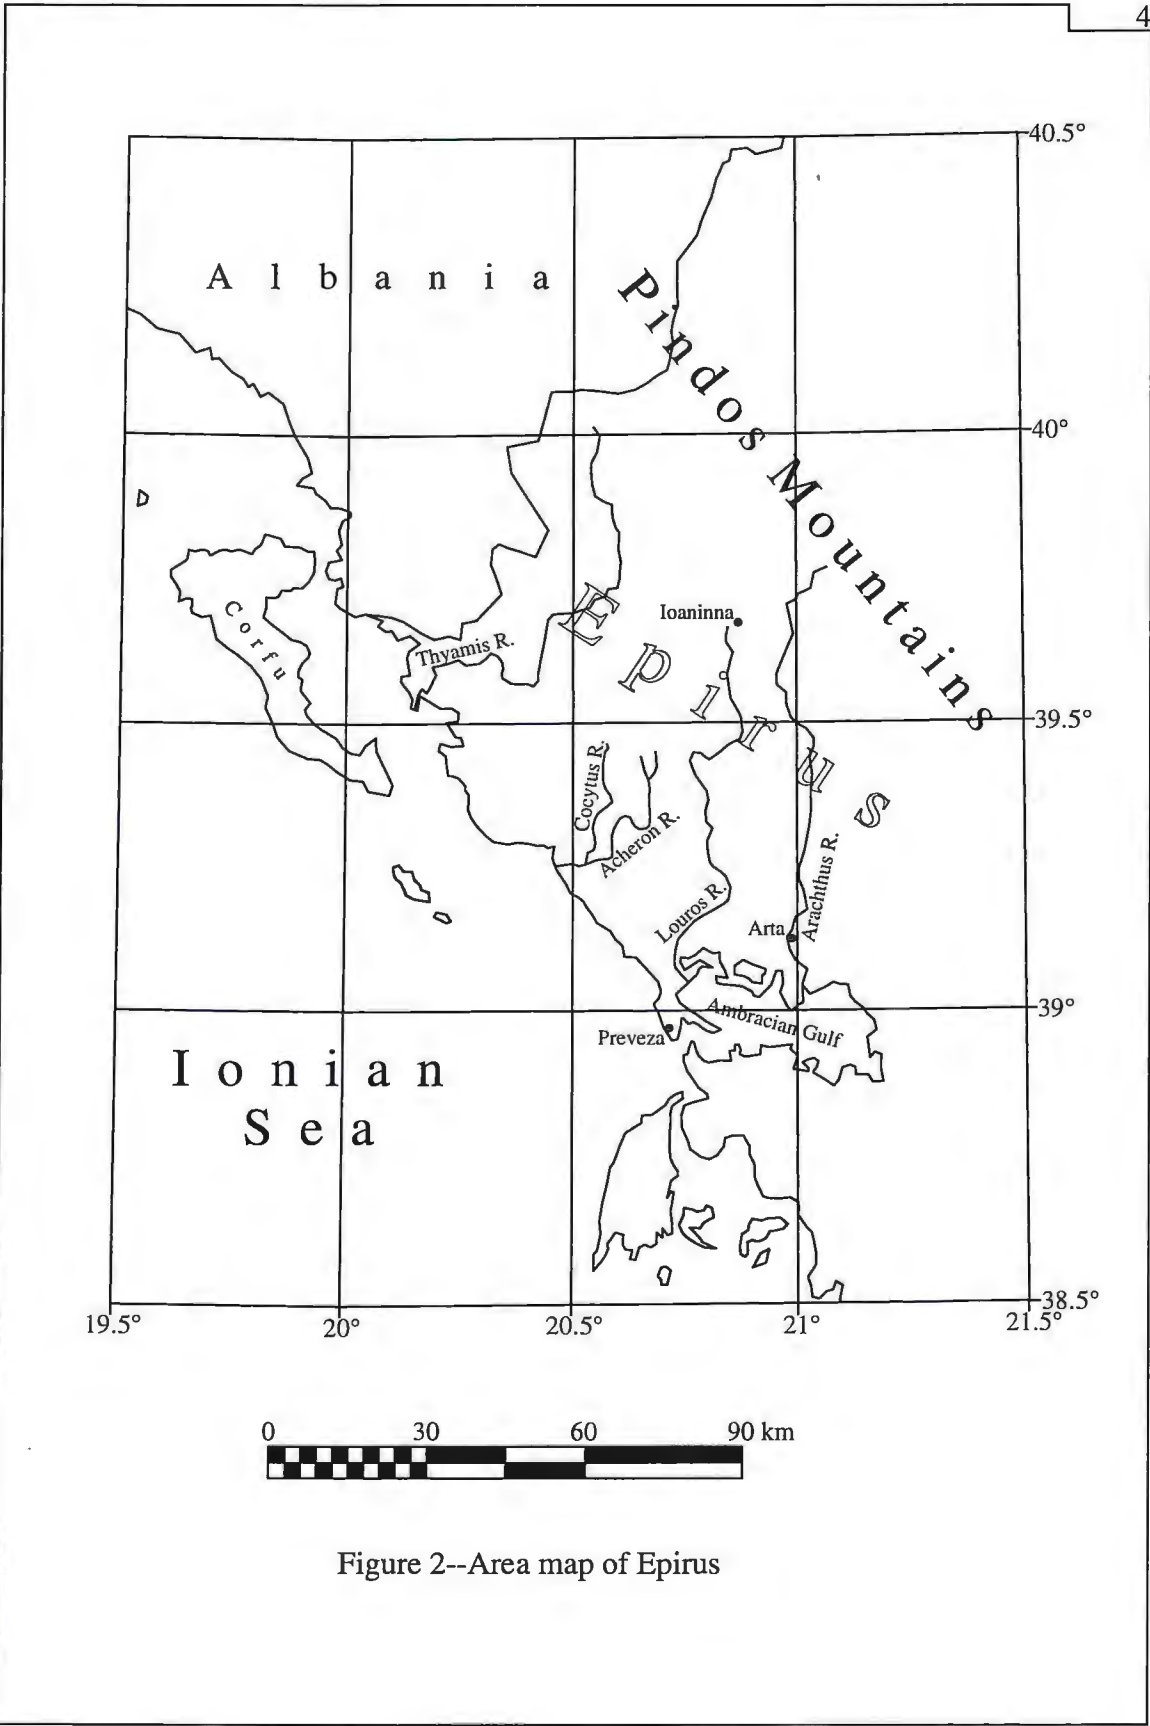 4
40.5°
Albania
Pindos Mountains
40°
Corfu
Thyamis R.
Ioaninna
Epirus
39.5°
Cocytus R.
Acheron R.
Louros R.
Arta
Arachthus R.
39°
Ambracian Gulf
Preveza
Ionian
Sea
38.5°
19.5°
20°
20.5°
21°
21.5°
0 30 60 90 km
Figure 2--Area map of Epirus